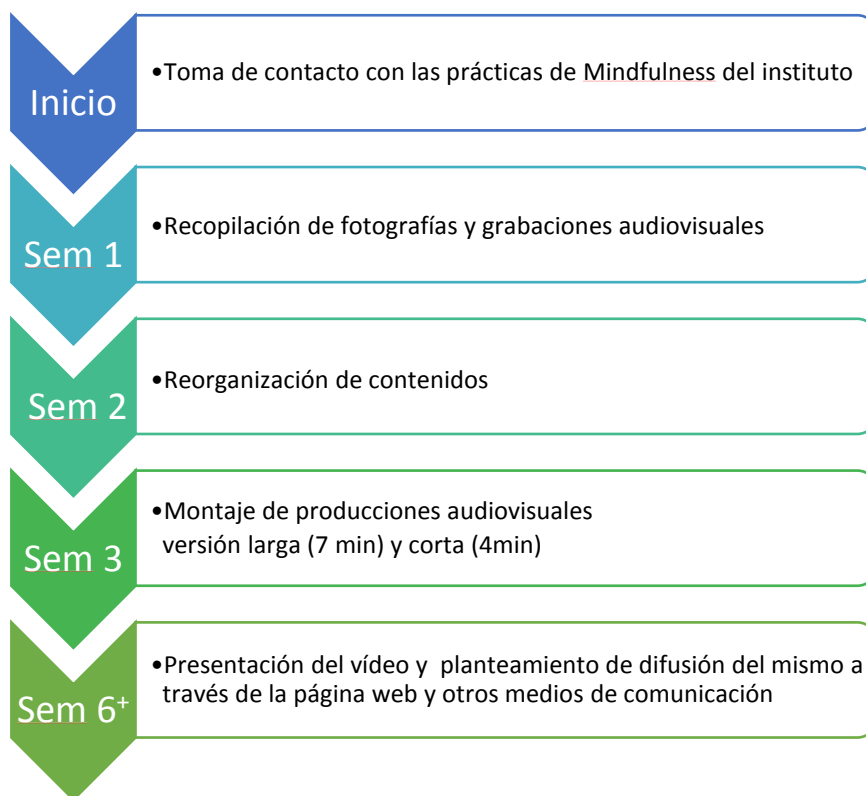 Inicio
•Toma de contacto con las prácticas de Mindfulness del instituto
Sem 1
•Recopilación de fotografías y grabaciones audiovisuales
Sem 2
•Reorganización de contenidos
Sem 3
•Montaje de producciones audiovisuales
versión larga (7 min) y corta (4min)
Sem 6⁺
•Presentación del vídeo y  planteamiento de difusión del mismo a
través de la página web y otros medios de comunicación